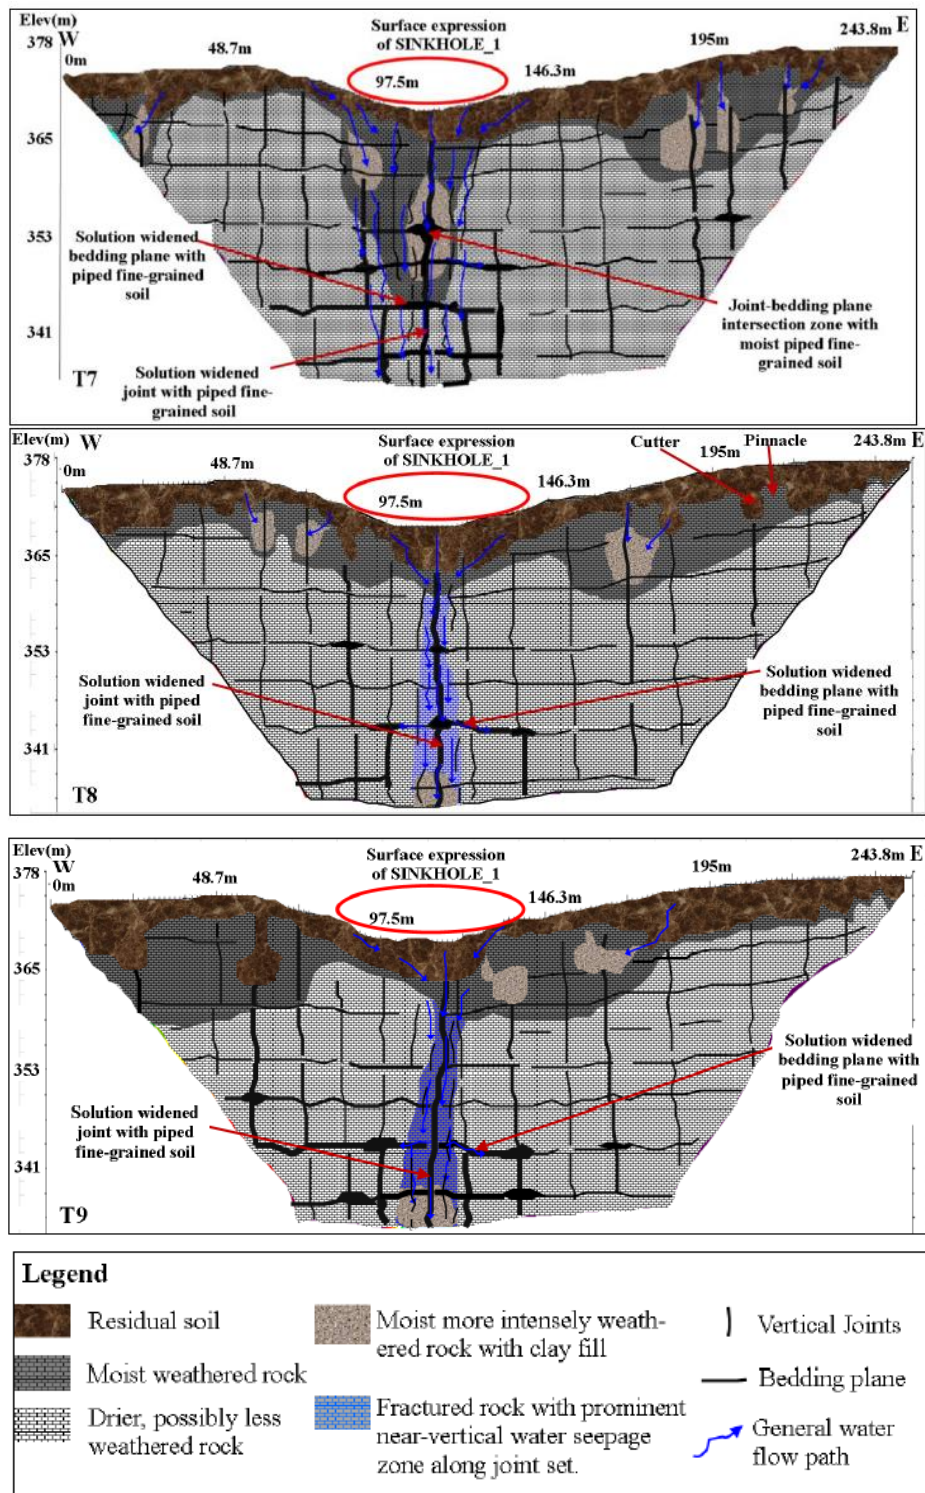 Elev(m)
W
378
0m
48.7m
Surface expression
of SINKHOLE_1
97.5m
146.3m
195m
243.8m E
365
353
341
Solution widened
bedding plane with
piped fine-grained
soil
Joint-bedding plane
intersection zone with
moist piped fine-
grained soil
Solution widened
joint with piped fine-
grained soil
T7
Elev(m) W
378
0m
48.7m
Surface expression
of SINKHOLE_1
97.5m
146.3m
Cutter
195m
Pinnacle
243.8m E
365
353
341
Solution widened
joint with piped
fine-grained soil
Solution widened
bedding plane with
piped fine-grained
soil
T8
Elev(m)
W
378
0m
48.7m
Surface expression
of SINKHOLE_1
97.5m
146.3m
195m
243.8m E
365
353
341
Solution widened
bedding plane with
piped fine-grained
soil
Solution widened
joint with piped
fine-grained soil
T9
Legend
Residual soil
Moist weathered rock
Drier, possibly less
weathered rock
Moist more intensely weath-
ered rock with clay fill
Fractured rock with prominent
near-vertical water seepage
zone along joint set.
Vertical Joints
Bedding plane
General water
flow path